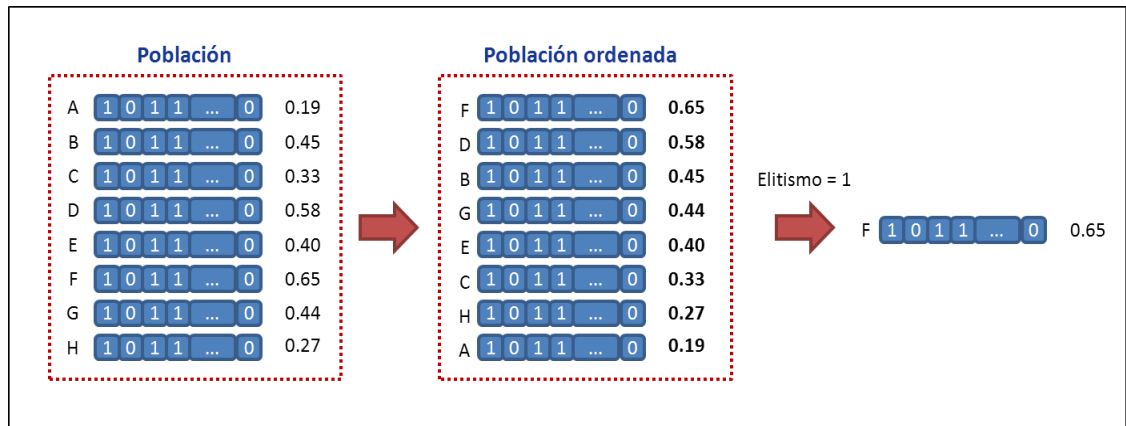 Población
A 1 0 1 1 ... 0 0.19
B 1 0 1 1 ... 0 0.45
C 1 0 1 1 ... 0 0.33
D 1 0 1 1 ... 0 0.58
E 1 0 1 1 ... 0 0.40
F 1 0 1 1 ... 0 0.65
G 1 0 1 1 ... 0 0.44
H 1 0 1 1 ... 0 0.27
Población ordenada
F 1 0 1 1 ... 0 0.65
D 1 0 1 1 ... 0 0.58
B 1 0 1 1 ... 0 0.45
G 1 0 1 1 ... 0 0.44
E 1 0 1 1 ... 0 0.40
C 1 0 1 1 ... 0 0.33
H 1 0 1 1 ... 0 0.27
A 1 0 1 1 ... 0 0.19
Elitismo = 1
F 1 0 1 1 ... 0 0.65